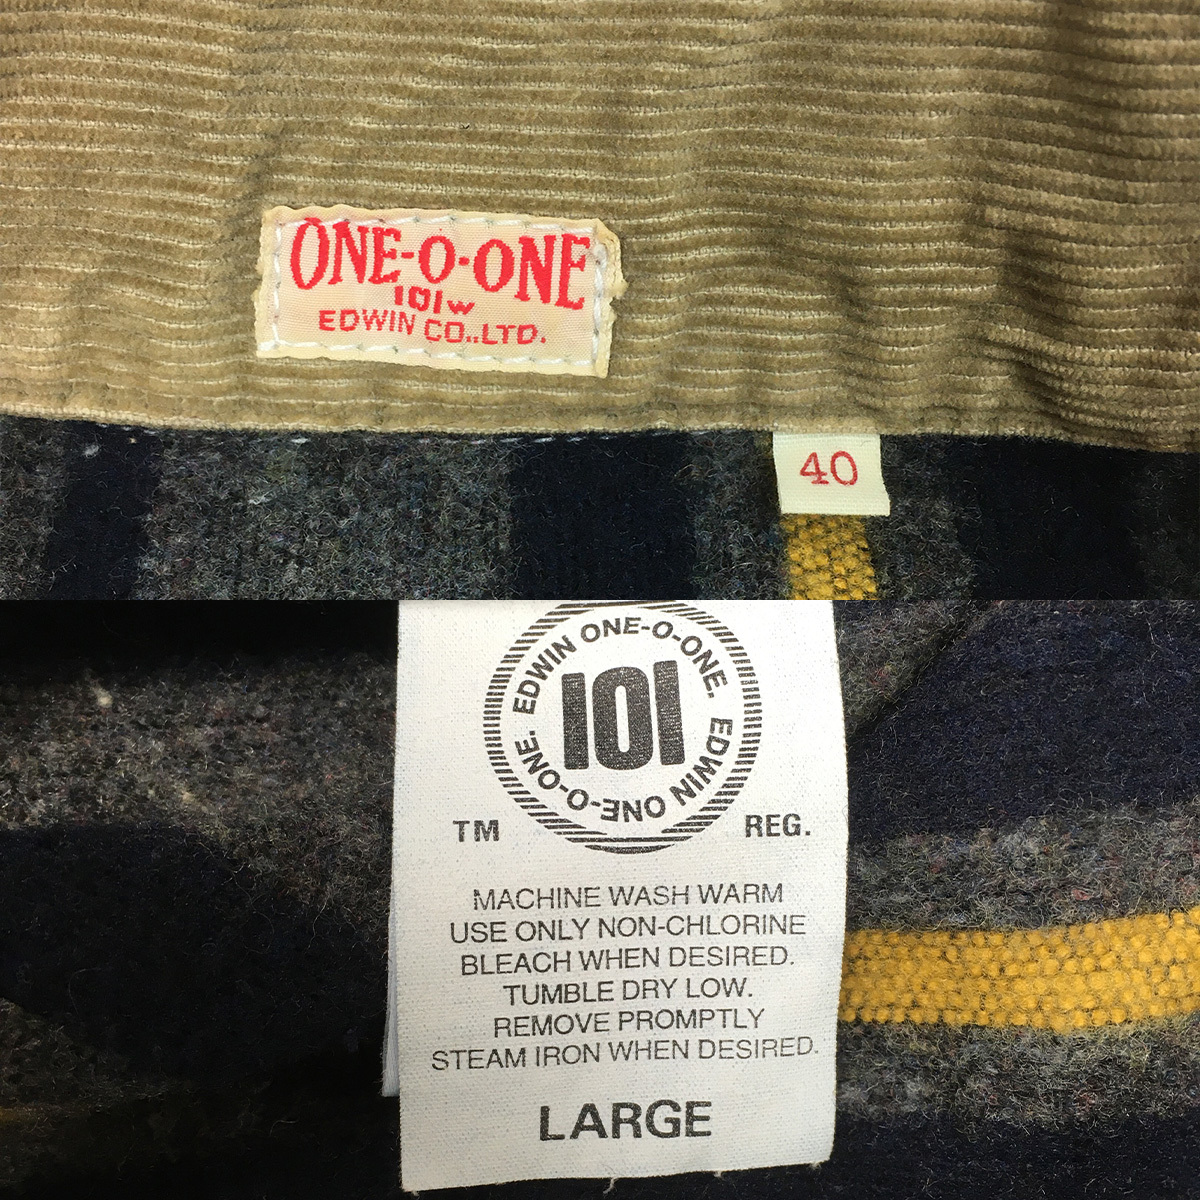 ONE-O-ONE
101W
EDWIN CO.,LTD.
40
EDWIN ONE-O-ONE. EDWIN ONE-O-ONE.
101
TM REG.
MACHINE WASH WARM
USE ONLY NON-CHLORINE
BLEACH WHEN DESIRED.
TUMBLE DRY LOW.
REMOVE PROMPTLY
STEAM IRON WHEN DESIRED.
LARGE